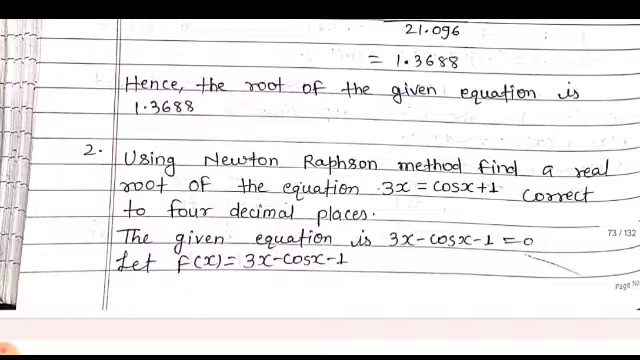 21.096
= 1.3688
Hence, the root of the given equation is
1.3688
2. Using Newton Raphson method find a real
root of the equation 3x = cosx+1 correct
to four decimal places.
The given equation is 3x-cosx-1 = 0
Let f(x) = 3x-cosx-1
73 / 132
Page No